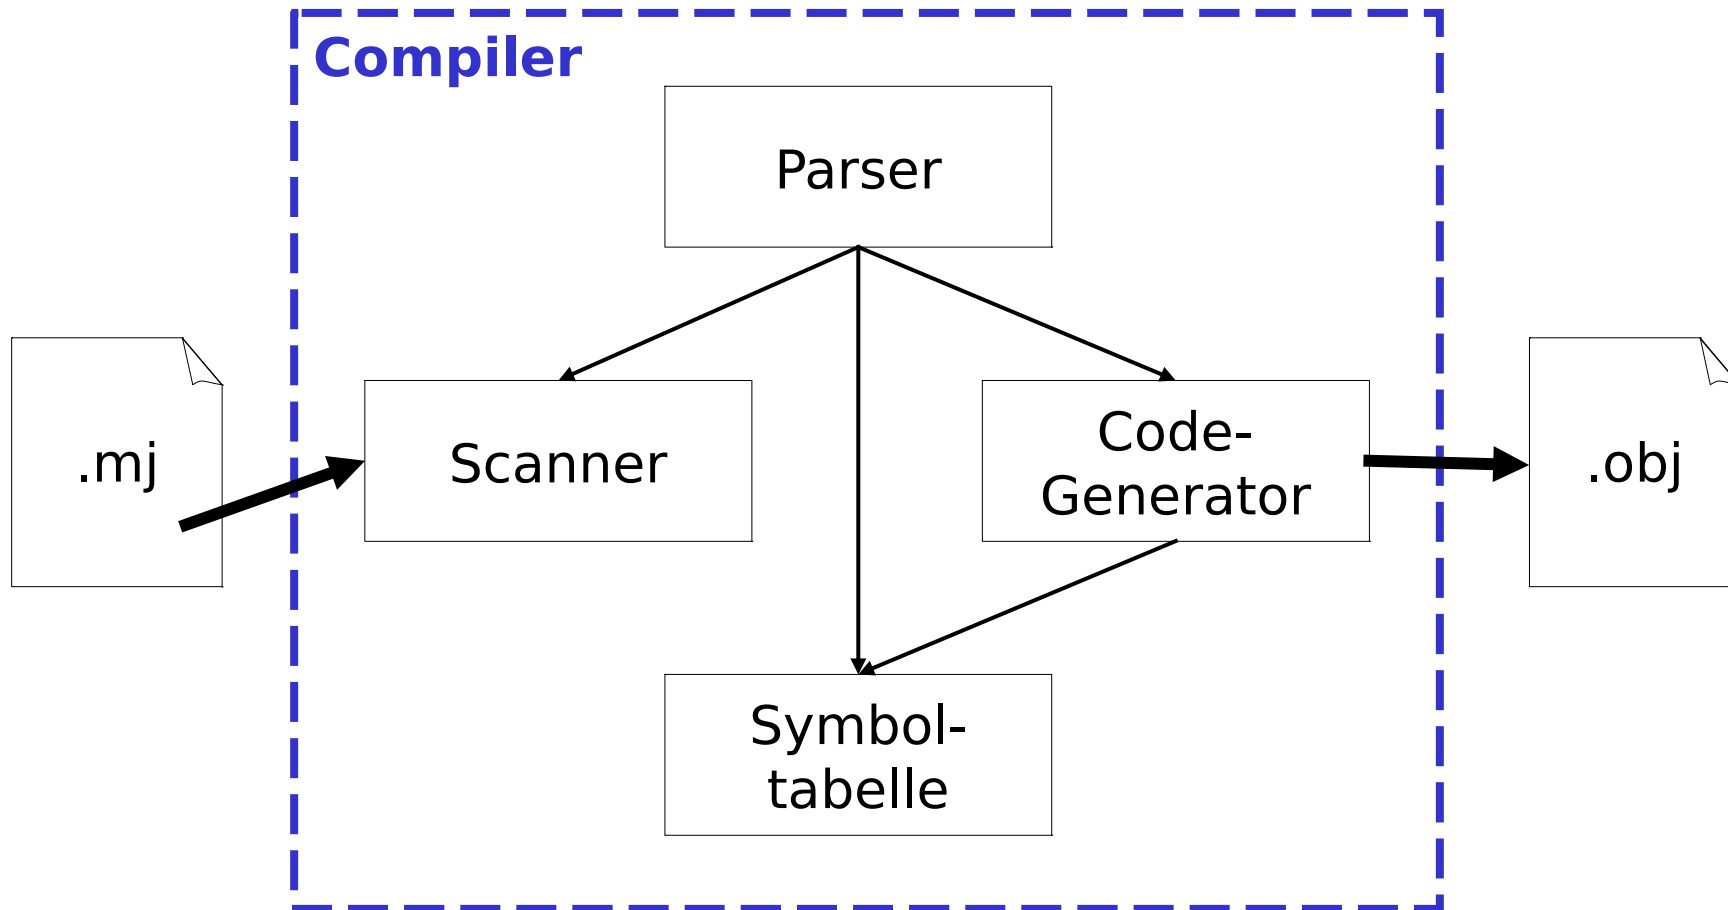 Compiler
Parser
.mj
Scanner
Code-
Generator
.obj
Symbol-
tabelle